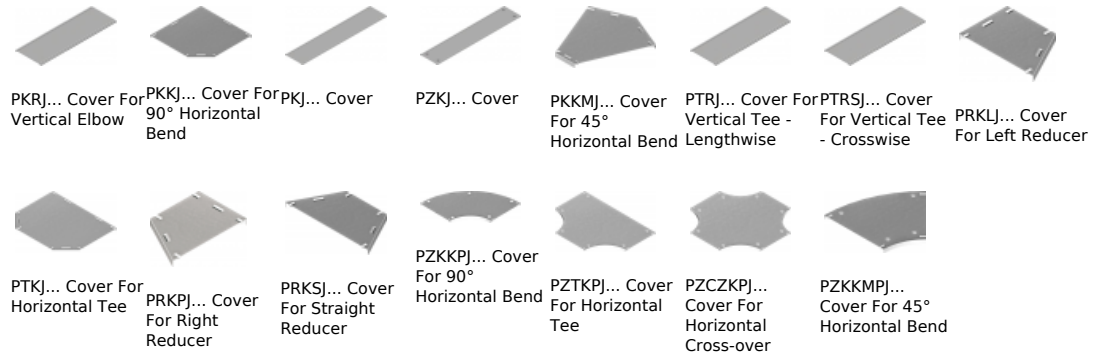 PKRJ... Cover For
Vertical Elbow
PKKJ... Cover For
90° Horizontal
Bend
PKJ... Cover
PZKJ... Cover
PKKMJ... Cover
For 45°
Horizontal Bend
PTRJ... Cover For
Vertical Tee -
Lengthwise
PTRSJ... Cover
For Vertical Tee
- Crosswise
PRKLJ... Cover
For Left Reducer
PTKJ... Cover For
Horizontal Tee
PRKPJ... Cover
For Right
Reducer
PRKSJ... Cover
For Straight
Reducer
PZKKPJ... Cover
For 90°
Horizontal Bend
PZTKPJ... Cover
For Horizontal
Tee
PZCZKPJ...
Cover For
Horizontal
Cross-over
PZKKMPJ...
Cover For 45°
Horizontal Bend